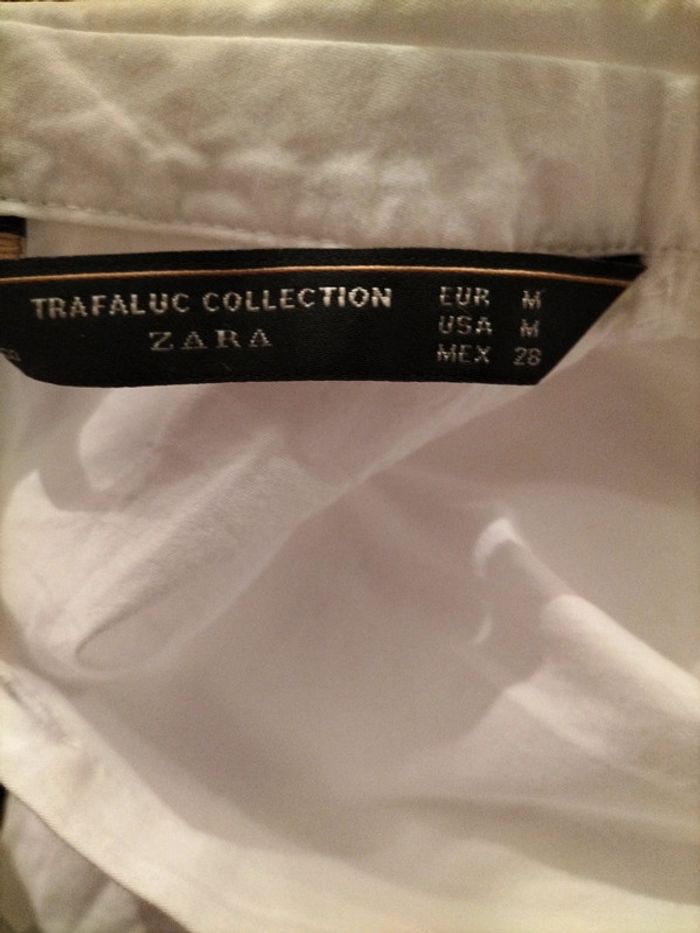 TRAFALUC COLLECTION
ZARA
EUR M
USA M
MEX 28